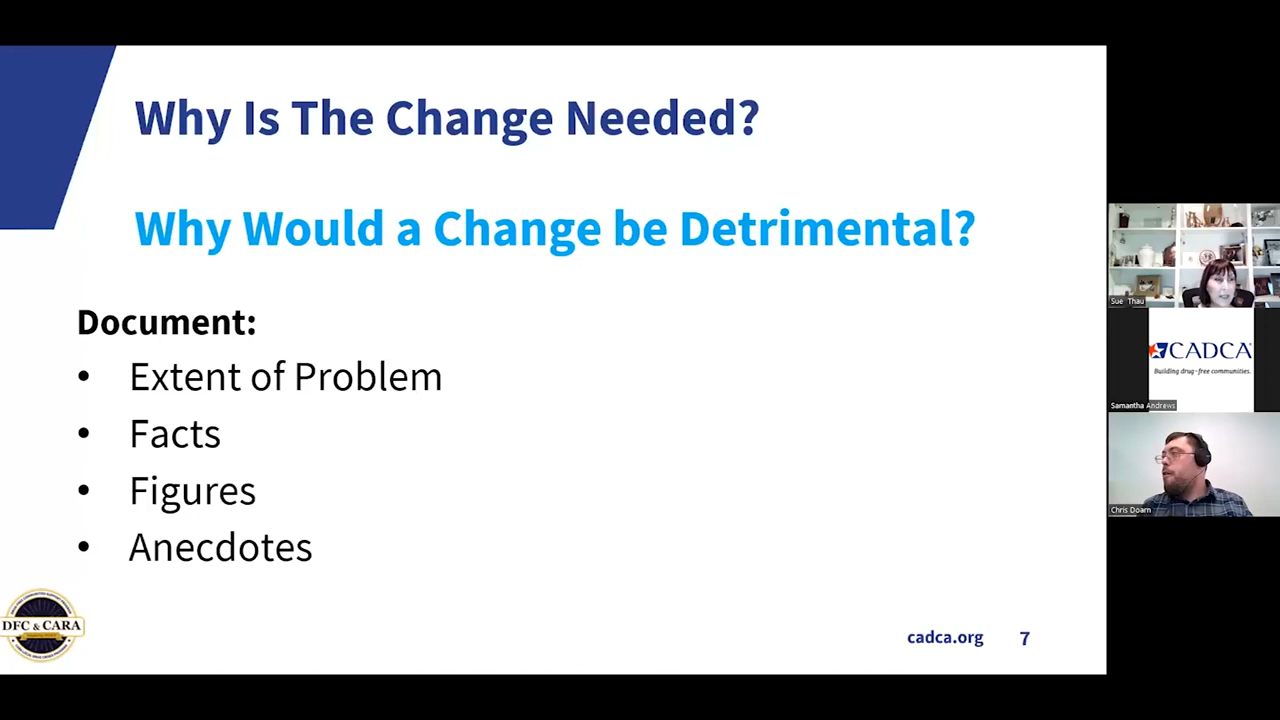 Why Is The Change Needed?
Why Would a Change be Detrimental?
Document:
• Extent of Problem
• Facts
• Figures
• Anecdotes
DFC & CARA
cadca.org 7
Sue Thau
CADCA
Building drug-free communities.
Samantha Andrews
Chris Doarn